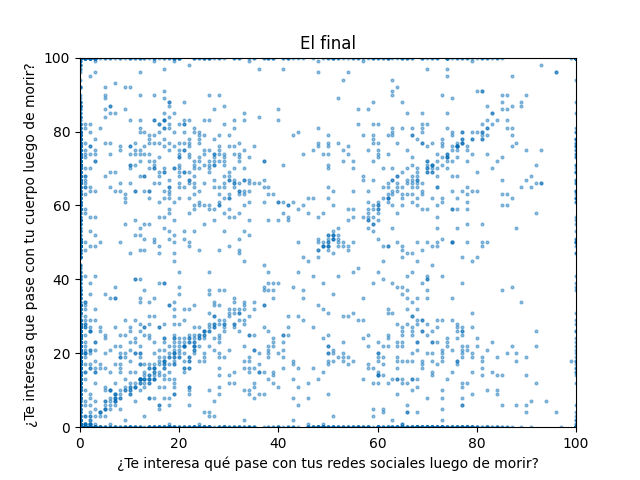 El final
100
80
60
40
20
0
¿Te interesa que pase con tu cuerpo luego de morir?
0 20 40 60 80 100
¿Te interesa qué pase con tus redes sociales luego de morir?